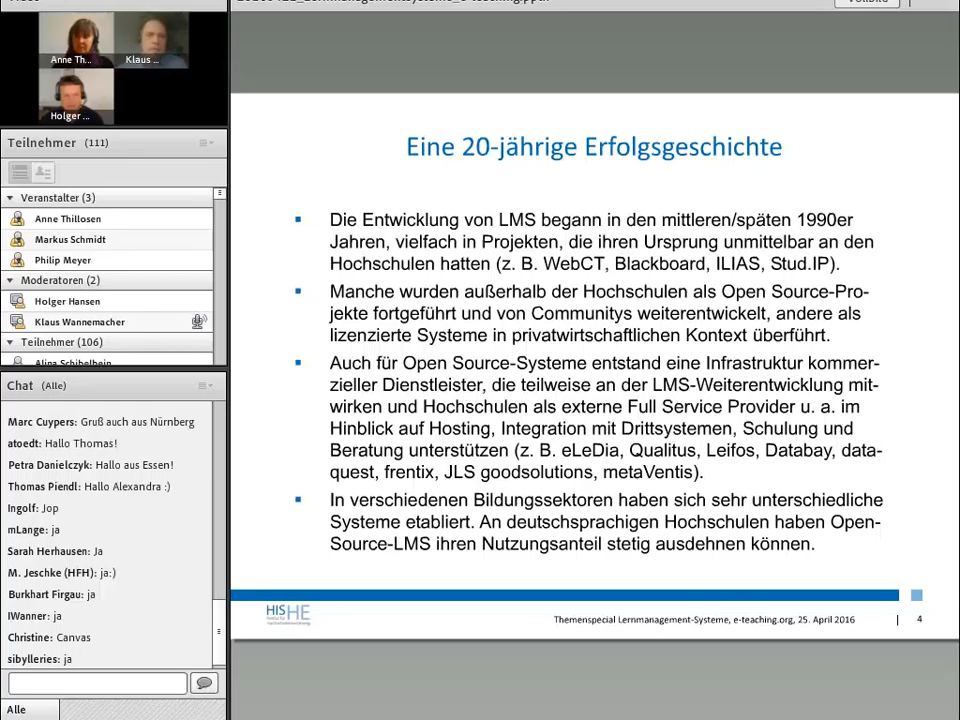 Vollbild
Anne Th...
Klaus ...
Holger ...
Teilnehmer (111)
Veranstalter (3)
Anne Thillosen
Markus Schmidt
Philip Meyer
Moderatoren (2)
Holger Hansen
Klaus Wannemacher
Teilnehmer (106)
Alina Schibelbein
Chat (Alle)
Marc Cuypers: Gruß auch aus Nürnberg
atoedt: Hallo Thomas!
Petra Danielczyk: Hallo aus Essen!
Thomas Piendl: Hallo Alexandra :)
Ingolf: Jop
mLange: ja
Sarah Herhausen: Ja
M. Jeschke (HFH): ja:)
Burkhart Firgau: ja
IWanner: ja
Christine: Canvas
sibylleries: ja
Alle
Eine 20-jährige Erfolgsgeschichte
▪ Die Entwicklung von LMS begann in den mittleren/späten 1990er
Jahren, vielfach in Projekten, die ihren Ursprung unmittelbar an den
Hochschulen hatten (z. B. WebCT, Blackboard, ILIAS, Stud.IP).
▪ Manche wurden außerhalb der Hochschulen als Open Source-Pro-
jekte fortgeführt und von Communitys weiterentwickelt, andere als
lizenzierte Systeme in privatwirtschaftlichen Kontext überführt.
▪ Auch für Open Source-Systeme entstand eine Infrastruktur kommer-
zieller Dienstleister, die teilweise an der LMS-Weiterentwicklung mit-
wirken und Hochschulen als externe Full Service Provider u. a. im
Hinblick auf Hosting, Integration mit Drittsystemen, Schulung und
Beratung unterstützen (z. B. eLeDia, Qualitus, Leifos, Databay, data-
quest, frentix, JLS goodsolutions, metaVentis).
▪ In verschiedenen Bildungssektoren haben sich sehr unterschiedliche
Systeme etabliert. An deutschsprachigen Hochschulen haben Open-
Source-LMS ihren Nutzungsanteil stetig ausdehnen können.
HIS HE
Themenspecial Lernmanagement-Systeme, e-teaching.org, 25. April 2016 | 4